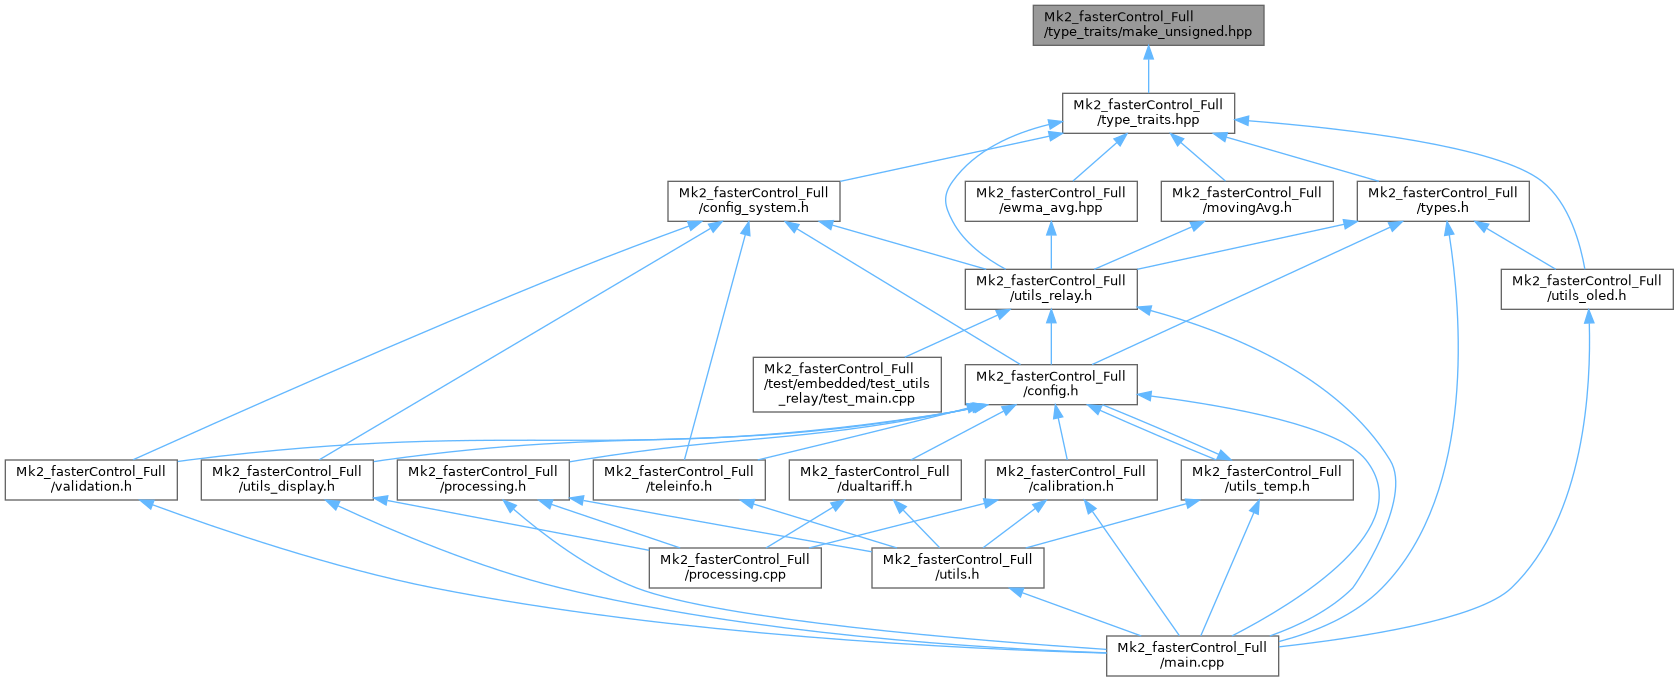 Mk2_fasterControl_Full
/type_traits/make_unsigned.hpp
Mk2_fasterControl_Full
/type_traits.hpp
Mk2_fasterControl_Full
/config_system.h
Mk2_fasterControl_Full
/ewma_avg.hpp
Mk2_fasterControl_Full
/movingAvg.h
Mk2_fasterControl_Full
/types.h
Mk2_fasterControl_Full
/utils_relay.h
Mk2_fasterControl_Full
/utils_oled.h
Mk2_fasterControl_Full
/test/embedded/test_utils
_relay/test_main.cpp
Mk2_fasterControl_Full
/config.h
Mk2_fasterControl_Full
/validation.h
Mk2_fasterControl_Full
/utils_display.h
Mk2_fasterControl_Full
/processing.h
Mk2_fasterControl_Full
/teleinfo.h
Mk2_fasterControl_Full
/dualtariff.h
Mk2_fasterControl_Full
/calibration.h
Mk2_fasterControl_Full
/utils_temp.h
Mk2_fasterControl_Full
/processing.cpp
Mk2_fasterControl_Full
/utils.h
Mk2_fasterControl_Full
/main.cpp